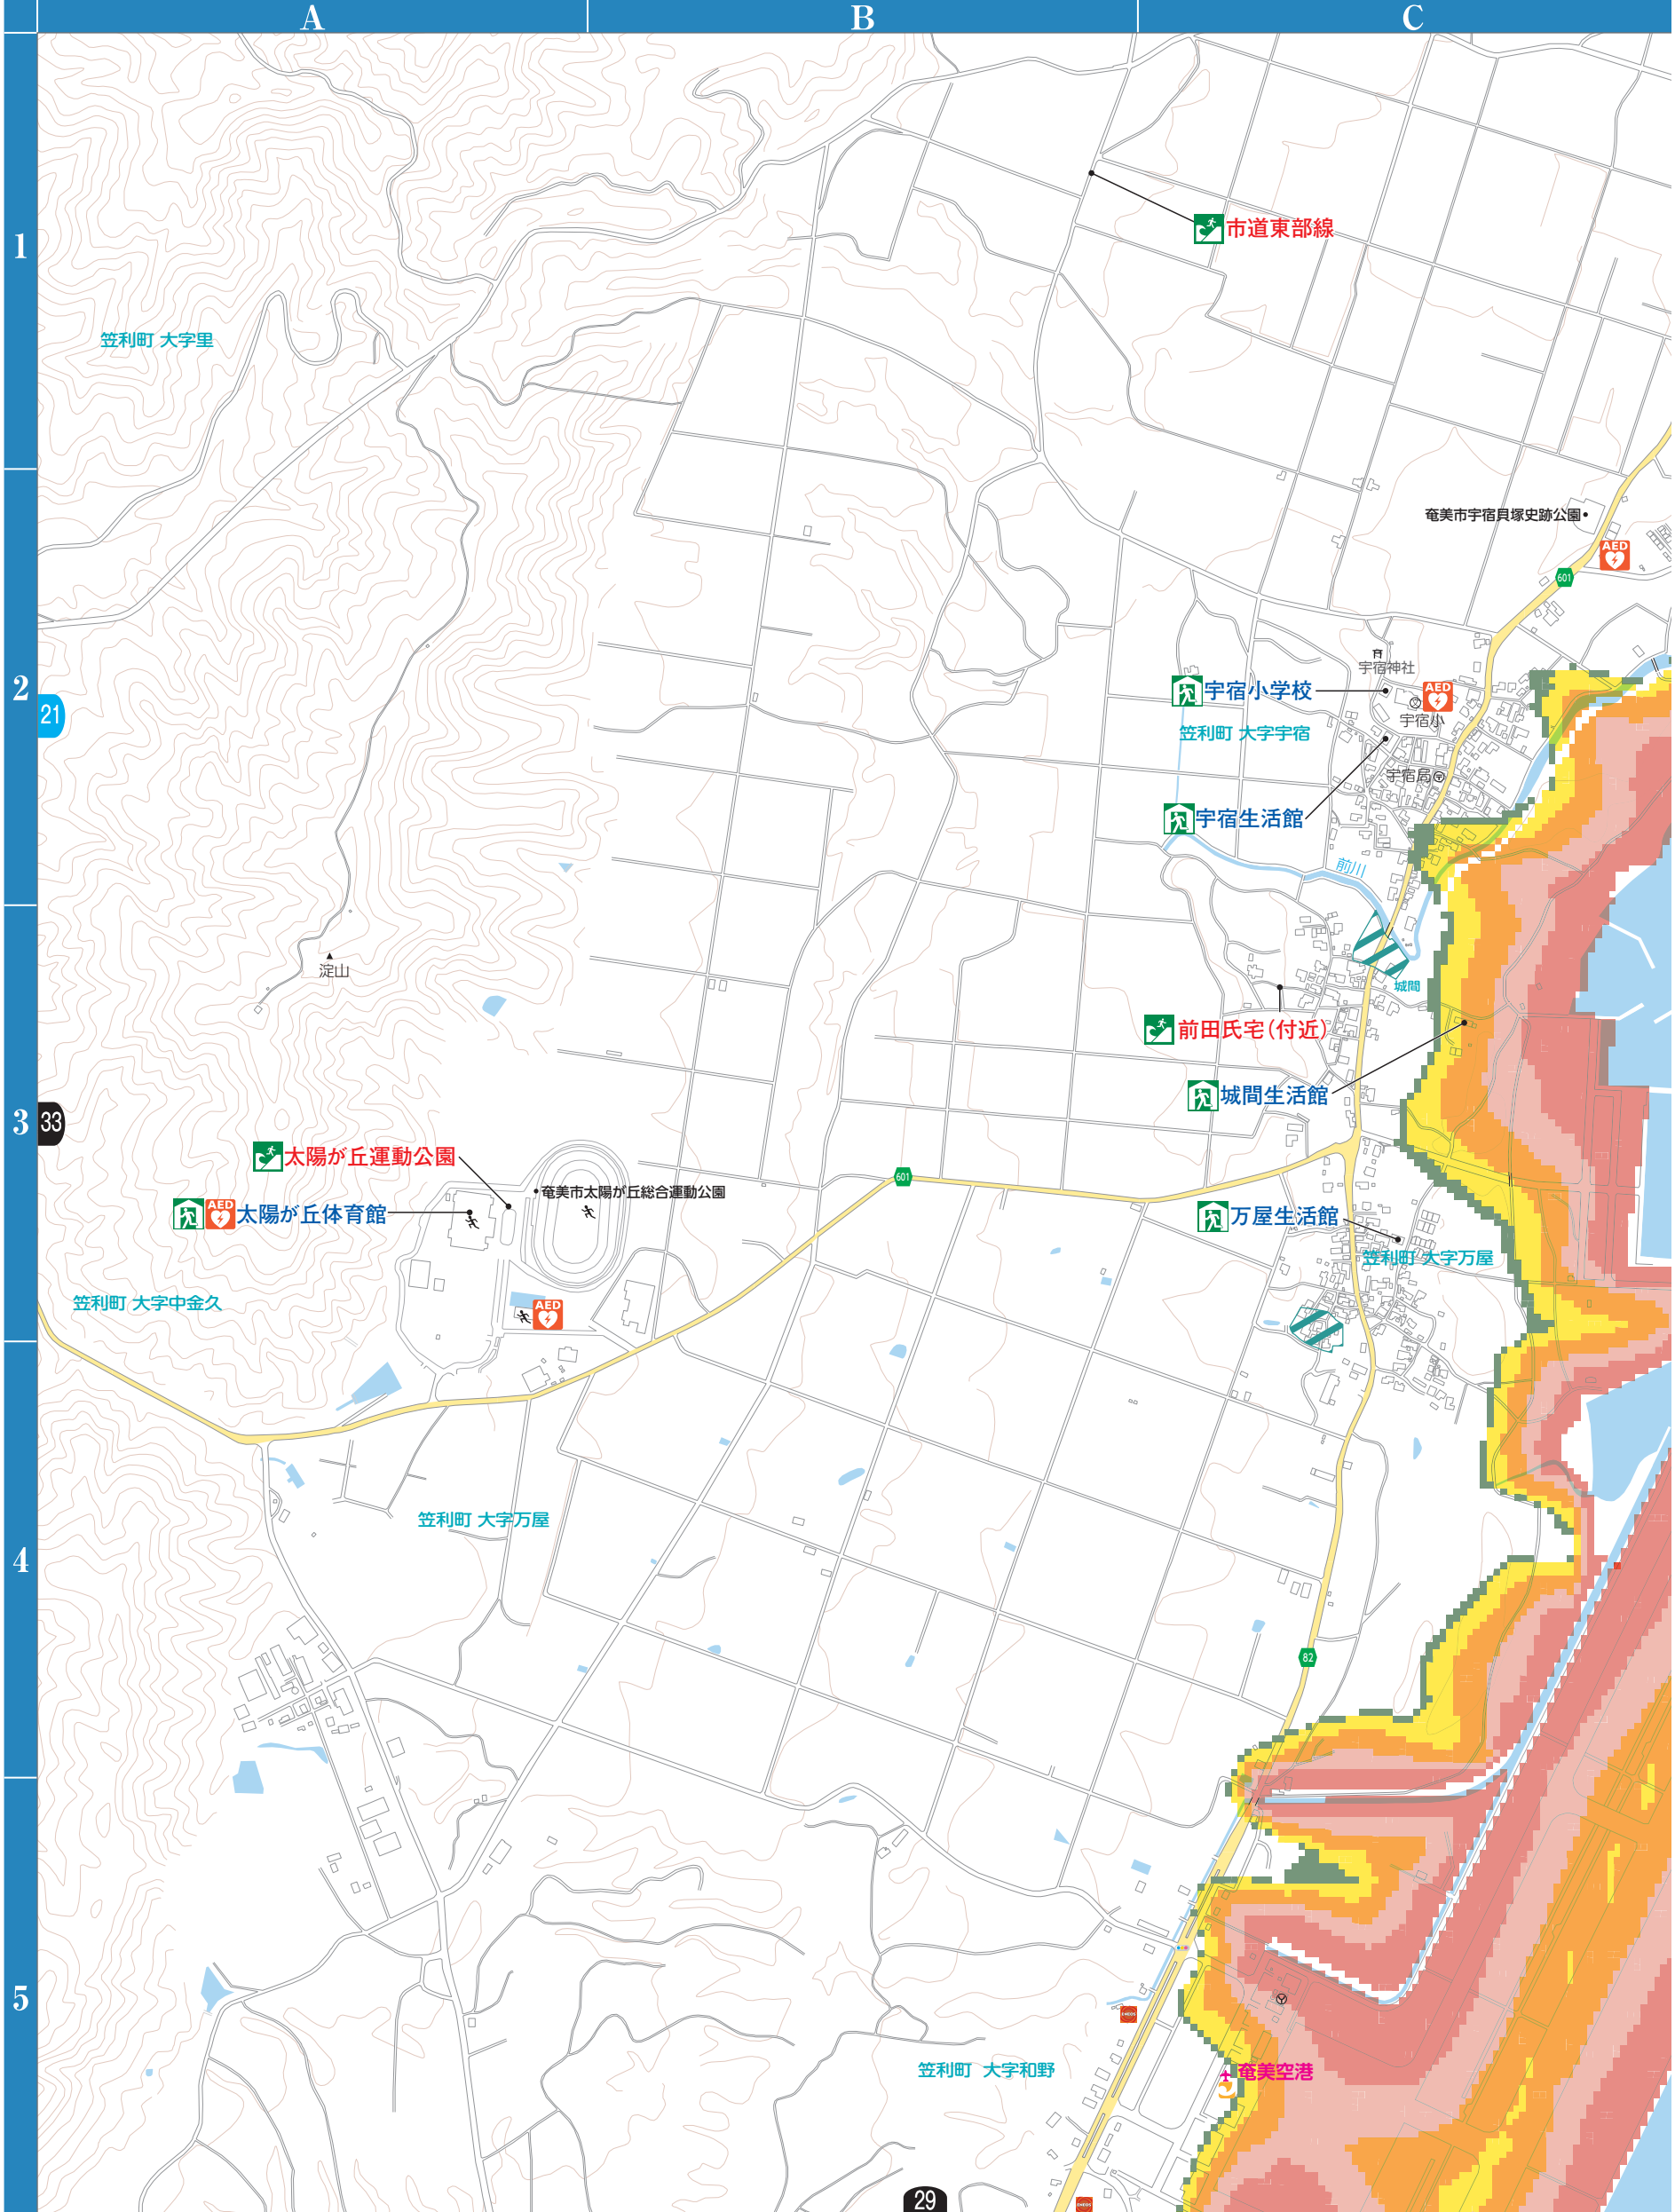 A
B
C
1
市道東部線
笠利町 大字里
奄美市宇宿貝塚史跡公園
AED
601
宇宿神社
2
宇宿小学校
AED
21
宇宿小
笠利町 大字宇宿
宇宿局
宇宿生活館
前川
淀山
城間
前田氏宅(付近)
城間生活館
3
33
太陽が丘運動公園
601
奄美市太陽が丘総合運動公園
AED 太陽が丘体育館
万屋生活館
笠利町 大字万屋
笠利町 大字中金久
AED
笠利町 大字万屋
4
82
5
ENEOS
笠利町 大字和野
奄美空港
29
ENEOS